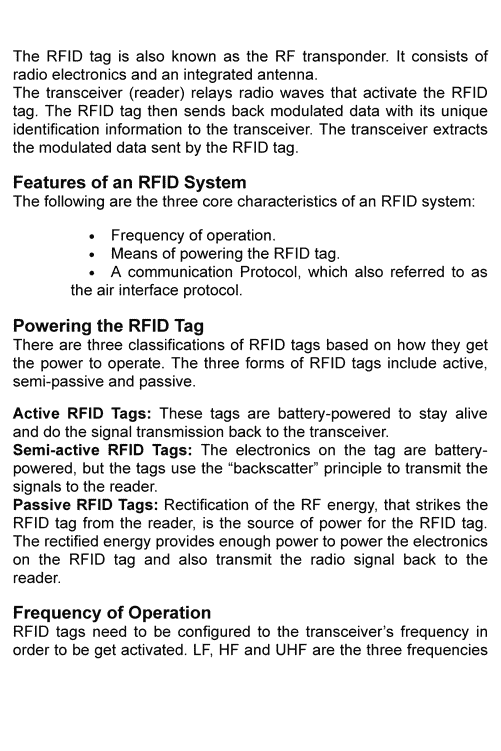 The RFID tag is also known as the RF transponder. It consists of
radio electronics and an integrated antenna.
The transceiver (reader) relays radio waves that activate the RFID
tag. The RFID tag then sends back modulated data with its unique
identification information to the transceiver. The transceiver extracts
the modulated data sent by the RFID tag.
Features of an RFID System
The following are the three core characteristics of an RFID system:
• Frequency of operation.
• Means of powering the RFID tag.
• A communication Protocol, which also referred to as
the air interface protocol.
Powering the RFID Tag
There are three classifications of RFID tags based on how they get
the power to operate. The three forms of RFID tags include active,
semi-passive and passive.
Active RFID Tags: These tags are battery-powered to stay alive
and do the signal transmission back to the transceiver.
Semi-active RFID Tags: The electronics on the tag are battery-
powered, but the tags use the “backscatter” principle to transmit the
signals to the reader.
Passive RFID Tags: Rectification of the RF energy, that strikes the
RFID tag from the reader, is the source of power for the RFID tag.
The rectified energy provides enough power to power the electronics
on the RFID tag and also transmit the radio signal back to the
reader.
Frequency of Operation
RFID tags need to be configured to the transceiver’s frequency in
order to be get activated. LF, HF and UHF are the three frequencies